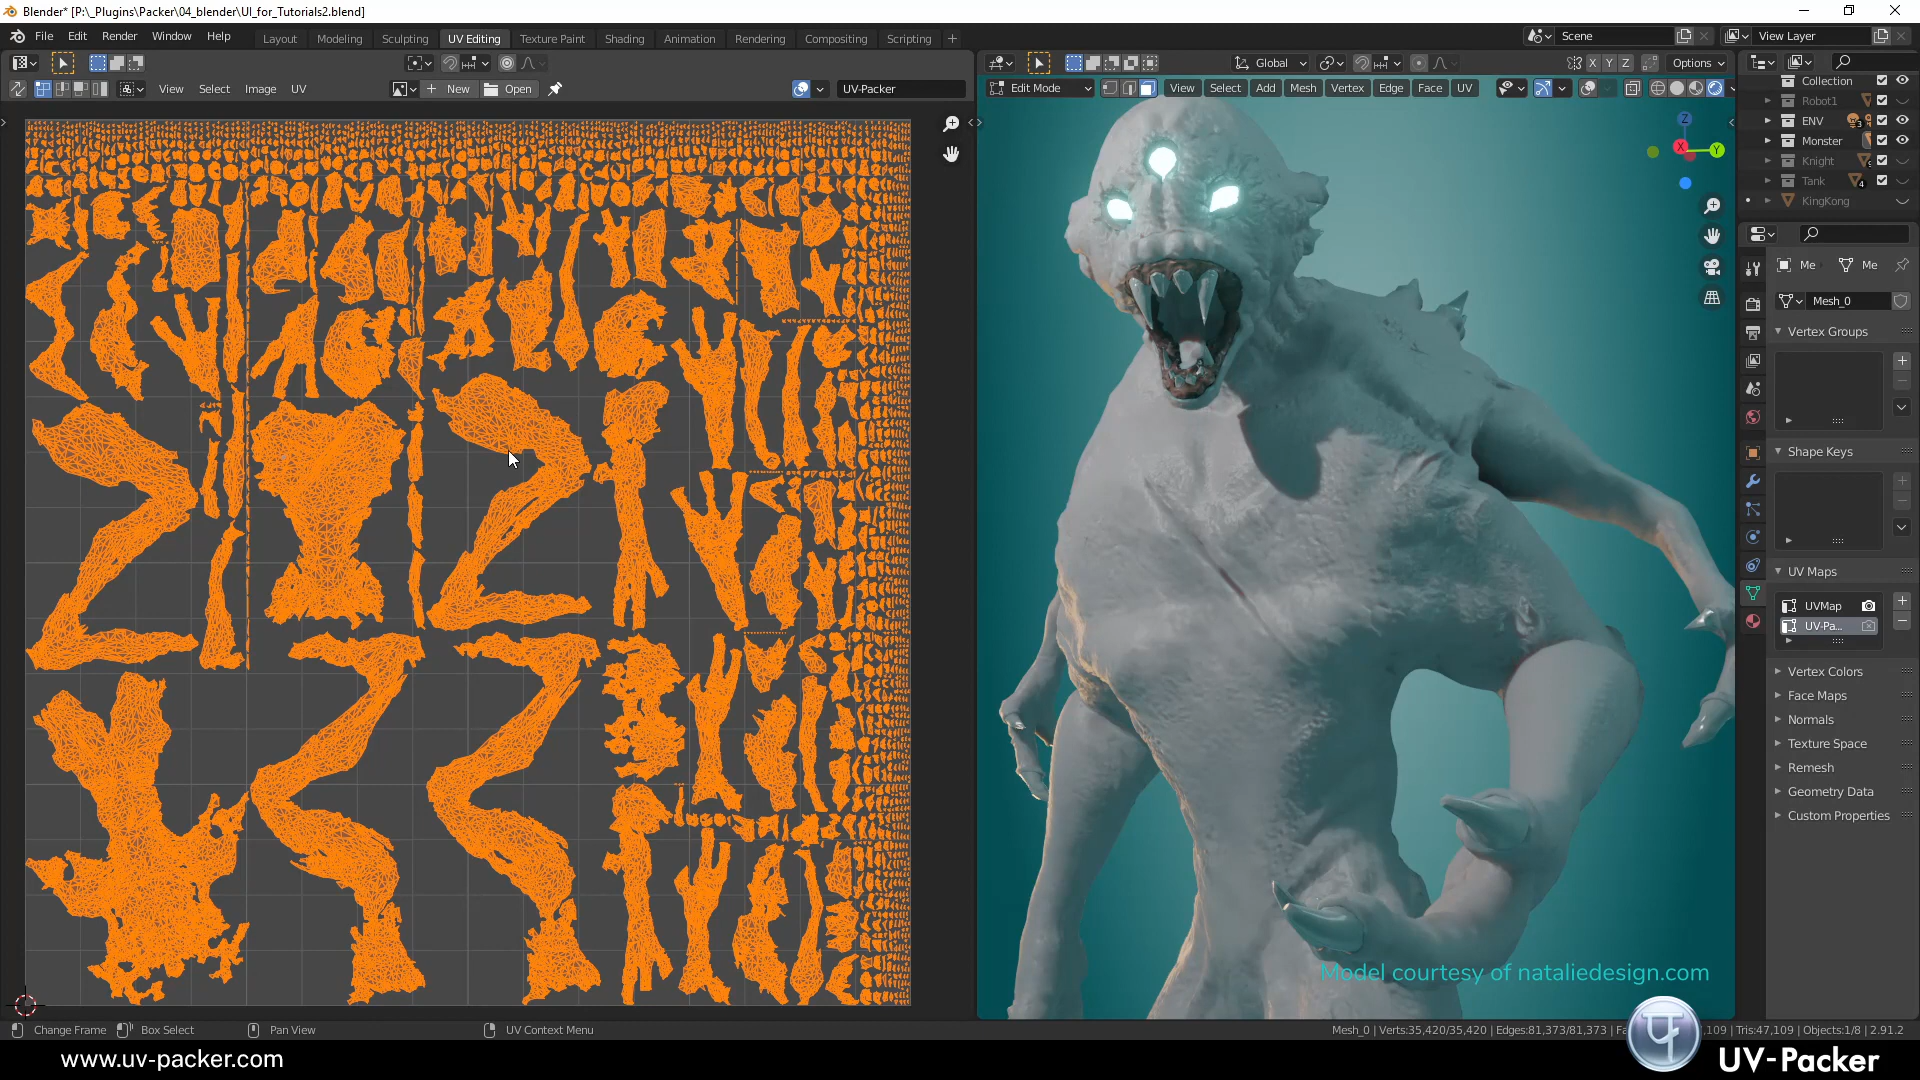 Blender* [P:\_Plugins\Packer\04_blender\UI_for_Tutorials2.blend]
File Edit Render Window Help
Layout Modeling Sculpting UV Editing Texture Paint Shading Animation Rendering Compositing Scripting +
Scene
View Layer
Global
X Y Z
Options
View Select Image UV
New
Open
UV-Packer
Edit Mode
View Select Add Mesh Vertex Edge Face UV
Z
X
Y
Collection
Robot1
ENV
3
Monster
Knight
Tank
4
KingKong
Me
Me
Mesh_0
Vertex Groups
Shape Keys
UV Maps
UVMap
UV-Pa...
Vertex Colors
Face Maps
Normals
Texture Space
Remesh
Geometry Data
Custom Properties
Model courtesy of nataliedesign.com
Change Frame
Box Select
Pan View
UV Context Menu
Mesh_0 | Verts:35,420/35,420 | Edges:81,373/81,373 | Fa
,109 | Tris:47,109 | Objects:1/8 | 2.91.2
www.uv-packer.com
UV-Packer